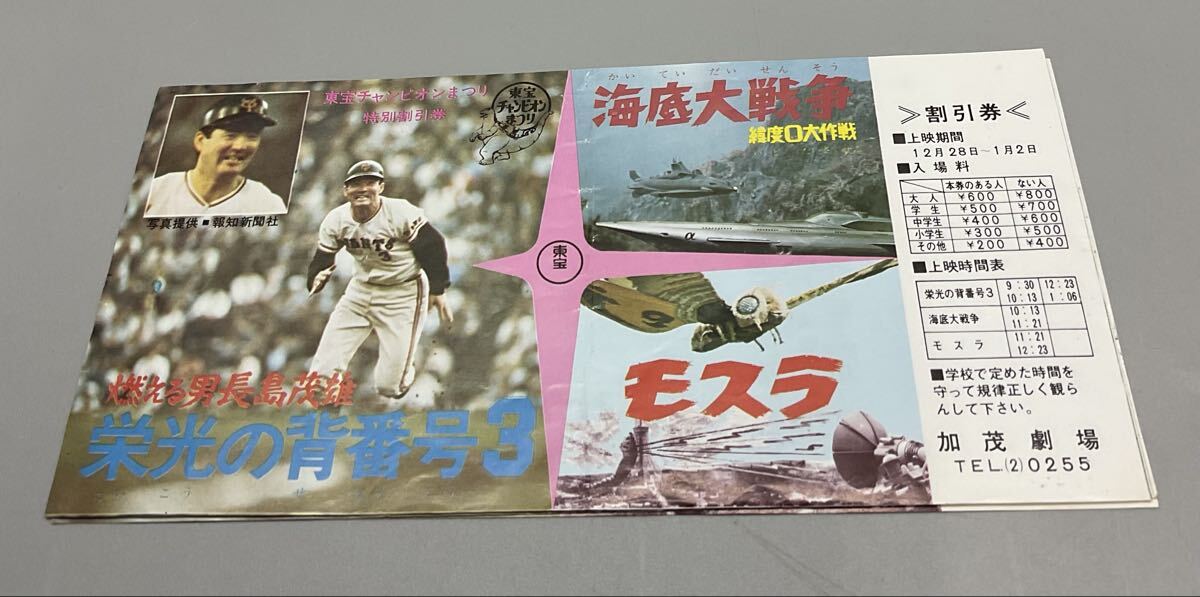 東宝チャンピオンまつり
特別割引券
東宝
チャンピオン
まつり
写真提供■報知新聞社
GIANTS
3
燃える男長島茂雄
栄光の背番号3
東宝
かいていだいせんそう
海底大戦争
緯度0大作戦
α
モスラ
≫割引券≪
■上映期間
12月28日~1月2日
■入場料
本券のある人 ない人
大人 ¥600 ¥800
学生 ¥500 ¥700
中学生 ¥400 ¥600
小学生 ¥300 ¥500
その他 ¥200 ¥400
■上映時間表
栄光の背番号3 9:30 12:23
10:13 1:06
海底大戦争 10:13
11:21
モスラ 11:21
12:23
■学校で定めた時間を
守って規律正しく観ら
んして下さい。
加茂劇場
TEL.(2)0255